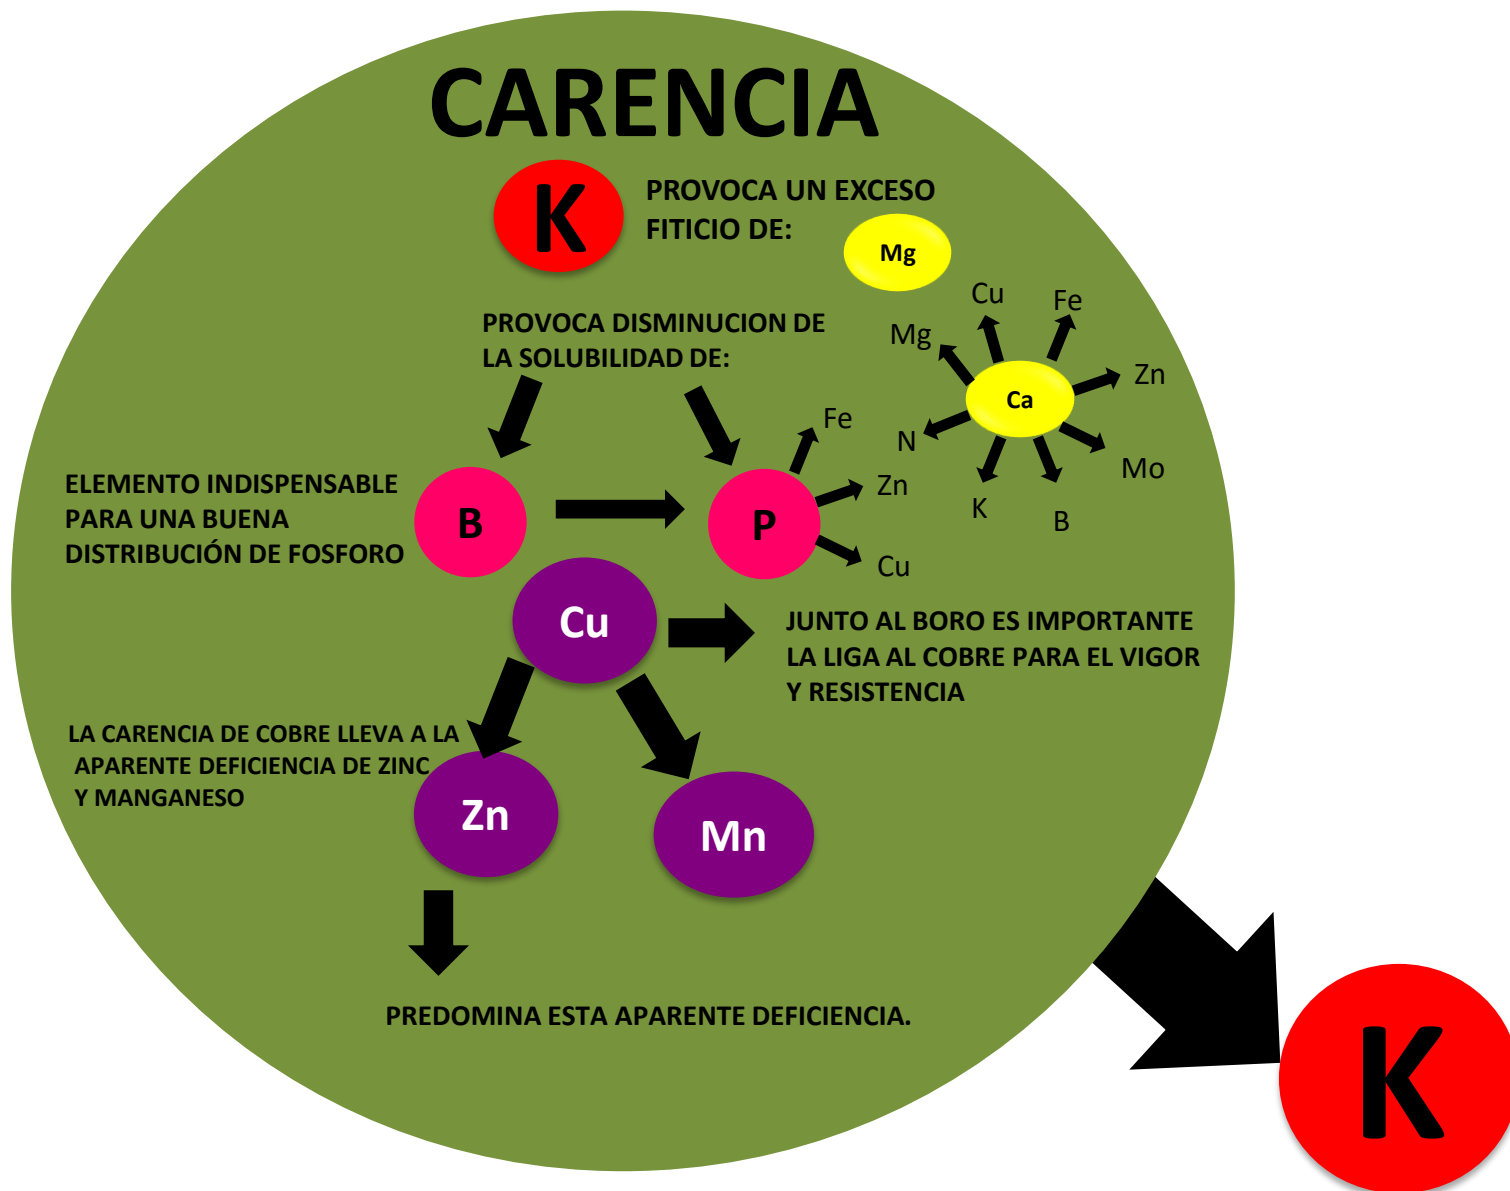 CARENCIA
K
PROVOCA UN EXCESO
FITICIO DE:
Mg
PROVOCA DISMINUCION DE
LA SOLUBILIDAD DE:
Cu
Fe
Mg
Zn
Ca
N
Mo
K
B
Fe
Zn
Cu
ELEMENTO INDISPENSABLE
PARA UNA BUENA
DISTRIBUCIÓN DE FOSFORO
B
P
Cu
JUNTO AL BORO ES IMPORTANTE
LA LIGA AL COBRE PARA EL VIGOR
Y RESISTENCIA
LA CARENCIA DE COBRE LLEVA A LA
APARENTE DEFICIENCIA DE ZINC
Y MANGANESO
Zn
Mn
PREDOMINA ESTA APARENTE DEFICIENCIA.
K